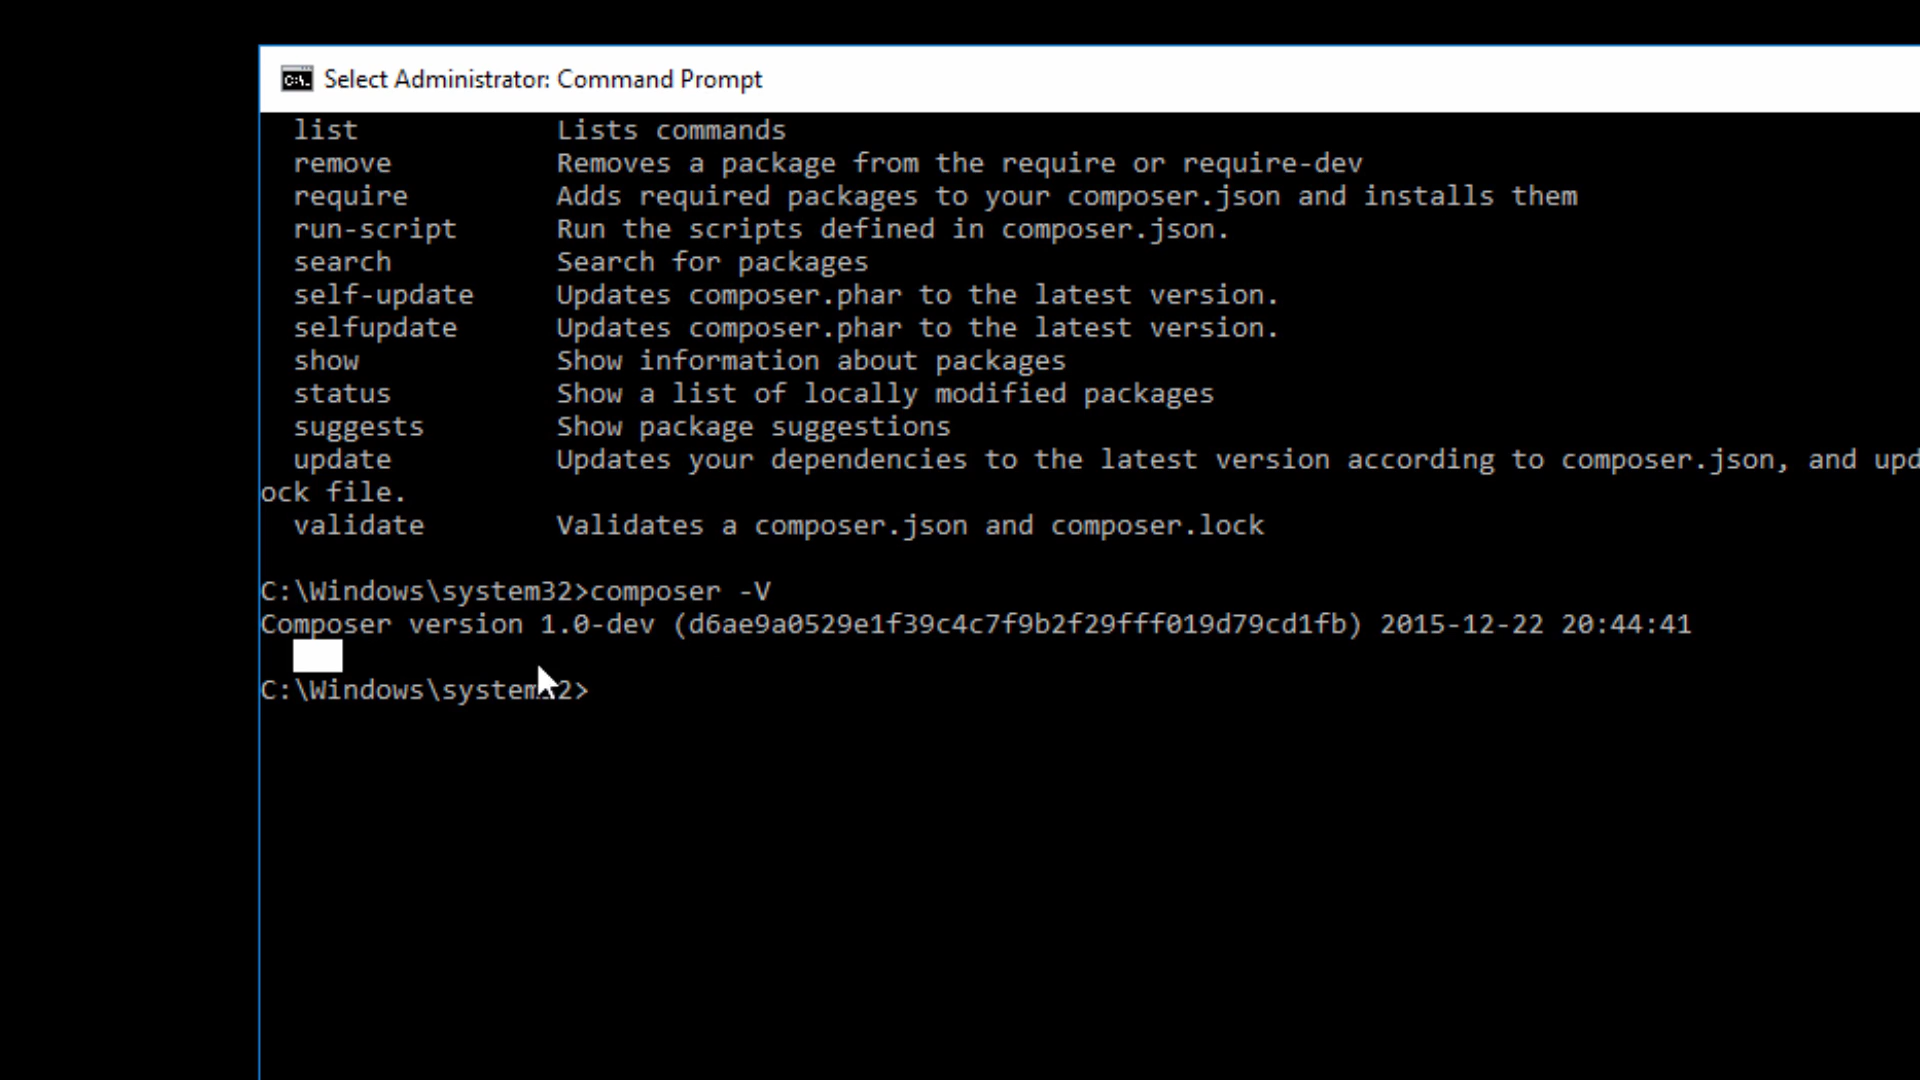 Select Administrator: Command Prompt
list Lists commands
remove Removes a package from the require or require-dev
require Adds required packages to your composer.json and installs them
run-script Run the scripts defined in composer.json.
search Search for packages
self-update Updates composer.phar to the latest version.
selfupdate Updates composer.phar to the latest version.
show Show information about packages
status Show a list of locally modified packages
suggests Show package suggestions
update Updates your dependencies to the latest version according to composer.json, and upd
ock file.
validate Validates a composer.json and composer.lock
C:\Windows\system32>composer -V
Composer version 1.0-dev (d6ae9a0529e1f39c4c7f9b2f29fff019d79cd1fb) 2015-12-22 20:44:41
C:\Windows\system32>